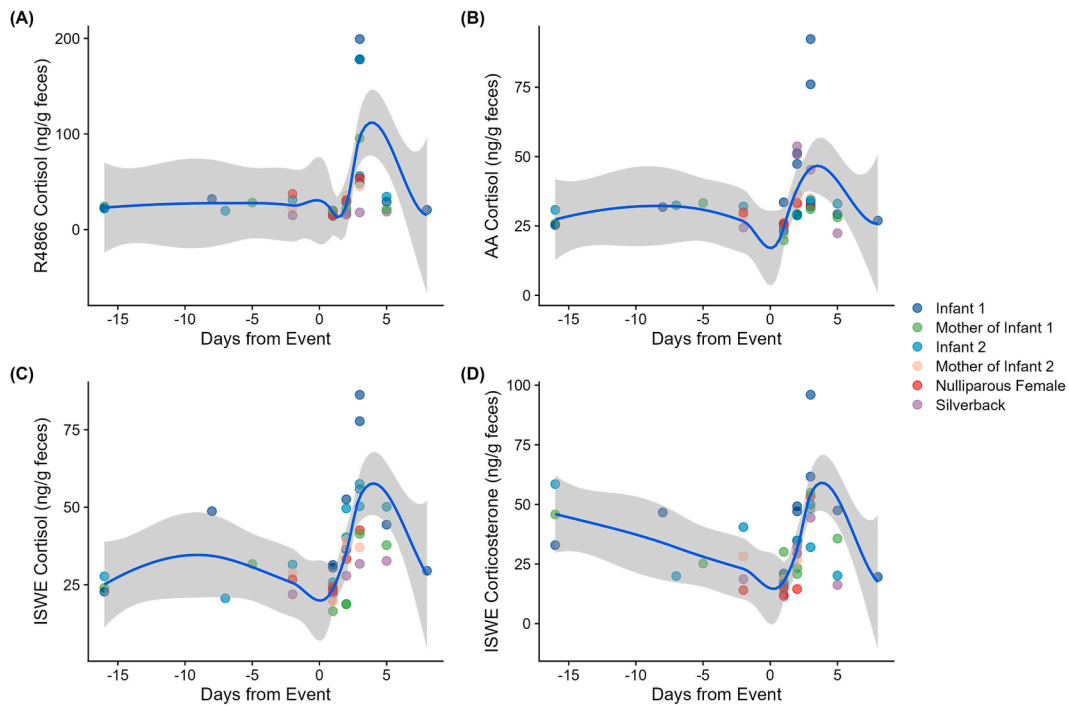 (A)
R866 Cortisol (ng/g feces)
200
100
0
-15 -10 -5 0 5
Days from Event
(B)
AA Cortisol (ng/g feces)
75
50
25
0
-15 -10 -5 0 5
Days from Event
(C)
ISWE Cortisol (ng/g feces)
75
50
25
-15 -10 -5 0 5
Days from Event
(D)
ISWE Corticosterone (ng/g feces)
100
75
50
25
0
-15 -10 -5 0 5
Days from Event
Infant 1
Mother of Infant 1
Infant 2
Mother of Infant 2
Nulliparous Female
Silverback